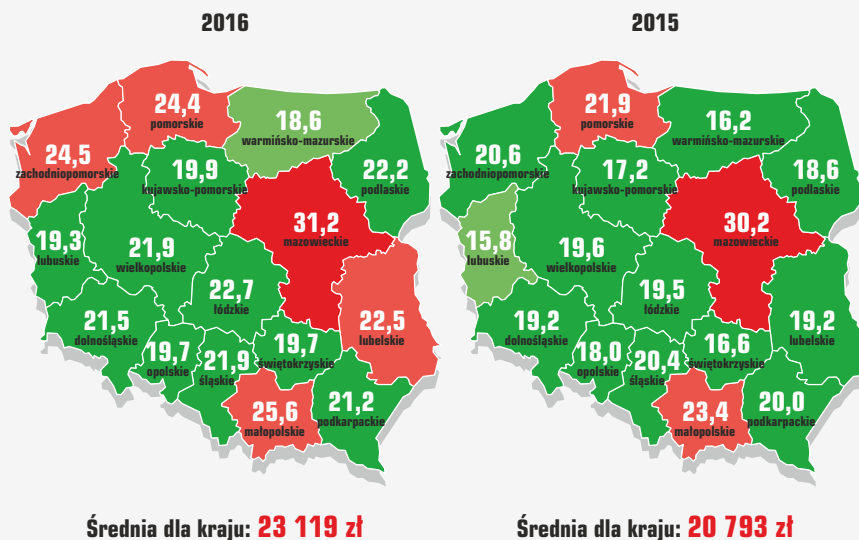 2016
24,4
pomorskie
18,6
warmińsko-mazurskie
24,5
zachodniopomorskie
19,9
kujawsko-pomorskie
22,2
podlaskie
31,2
mazowieckie
19,3
lubuskie
21,9
wielkopolskie
22,7
łódzkie
22,5
lubelskie
21,5
dolnośląskie
19,7
opolskie
21,9
śląskie
19,7
świętokrzyskie
25,6
małopolskie
21,2
podkarpackie
Średnia dla kraju: 23 119 zł
2015
21,9
pomorskie
16,2
warmińsko-mazurskie
20,6
zachodniopomorskie
17,2
kujawsko-pomorskie
18,6
podlaskie
30,2
mazowieckie
15,8
lubuskie
19,6
wielkopolskie
19,5
łódzkie
19,2
lubelskie
19,2
dolnośląskie
18,0
opolskie
20,4
śląskie
16,6
świętokrzyskie
23,4
małopolskie
20,0
podkarpackie
Średnia dla kraju: 20 793 zł